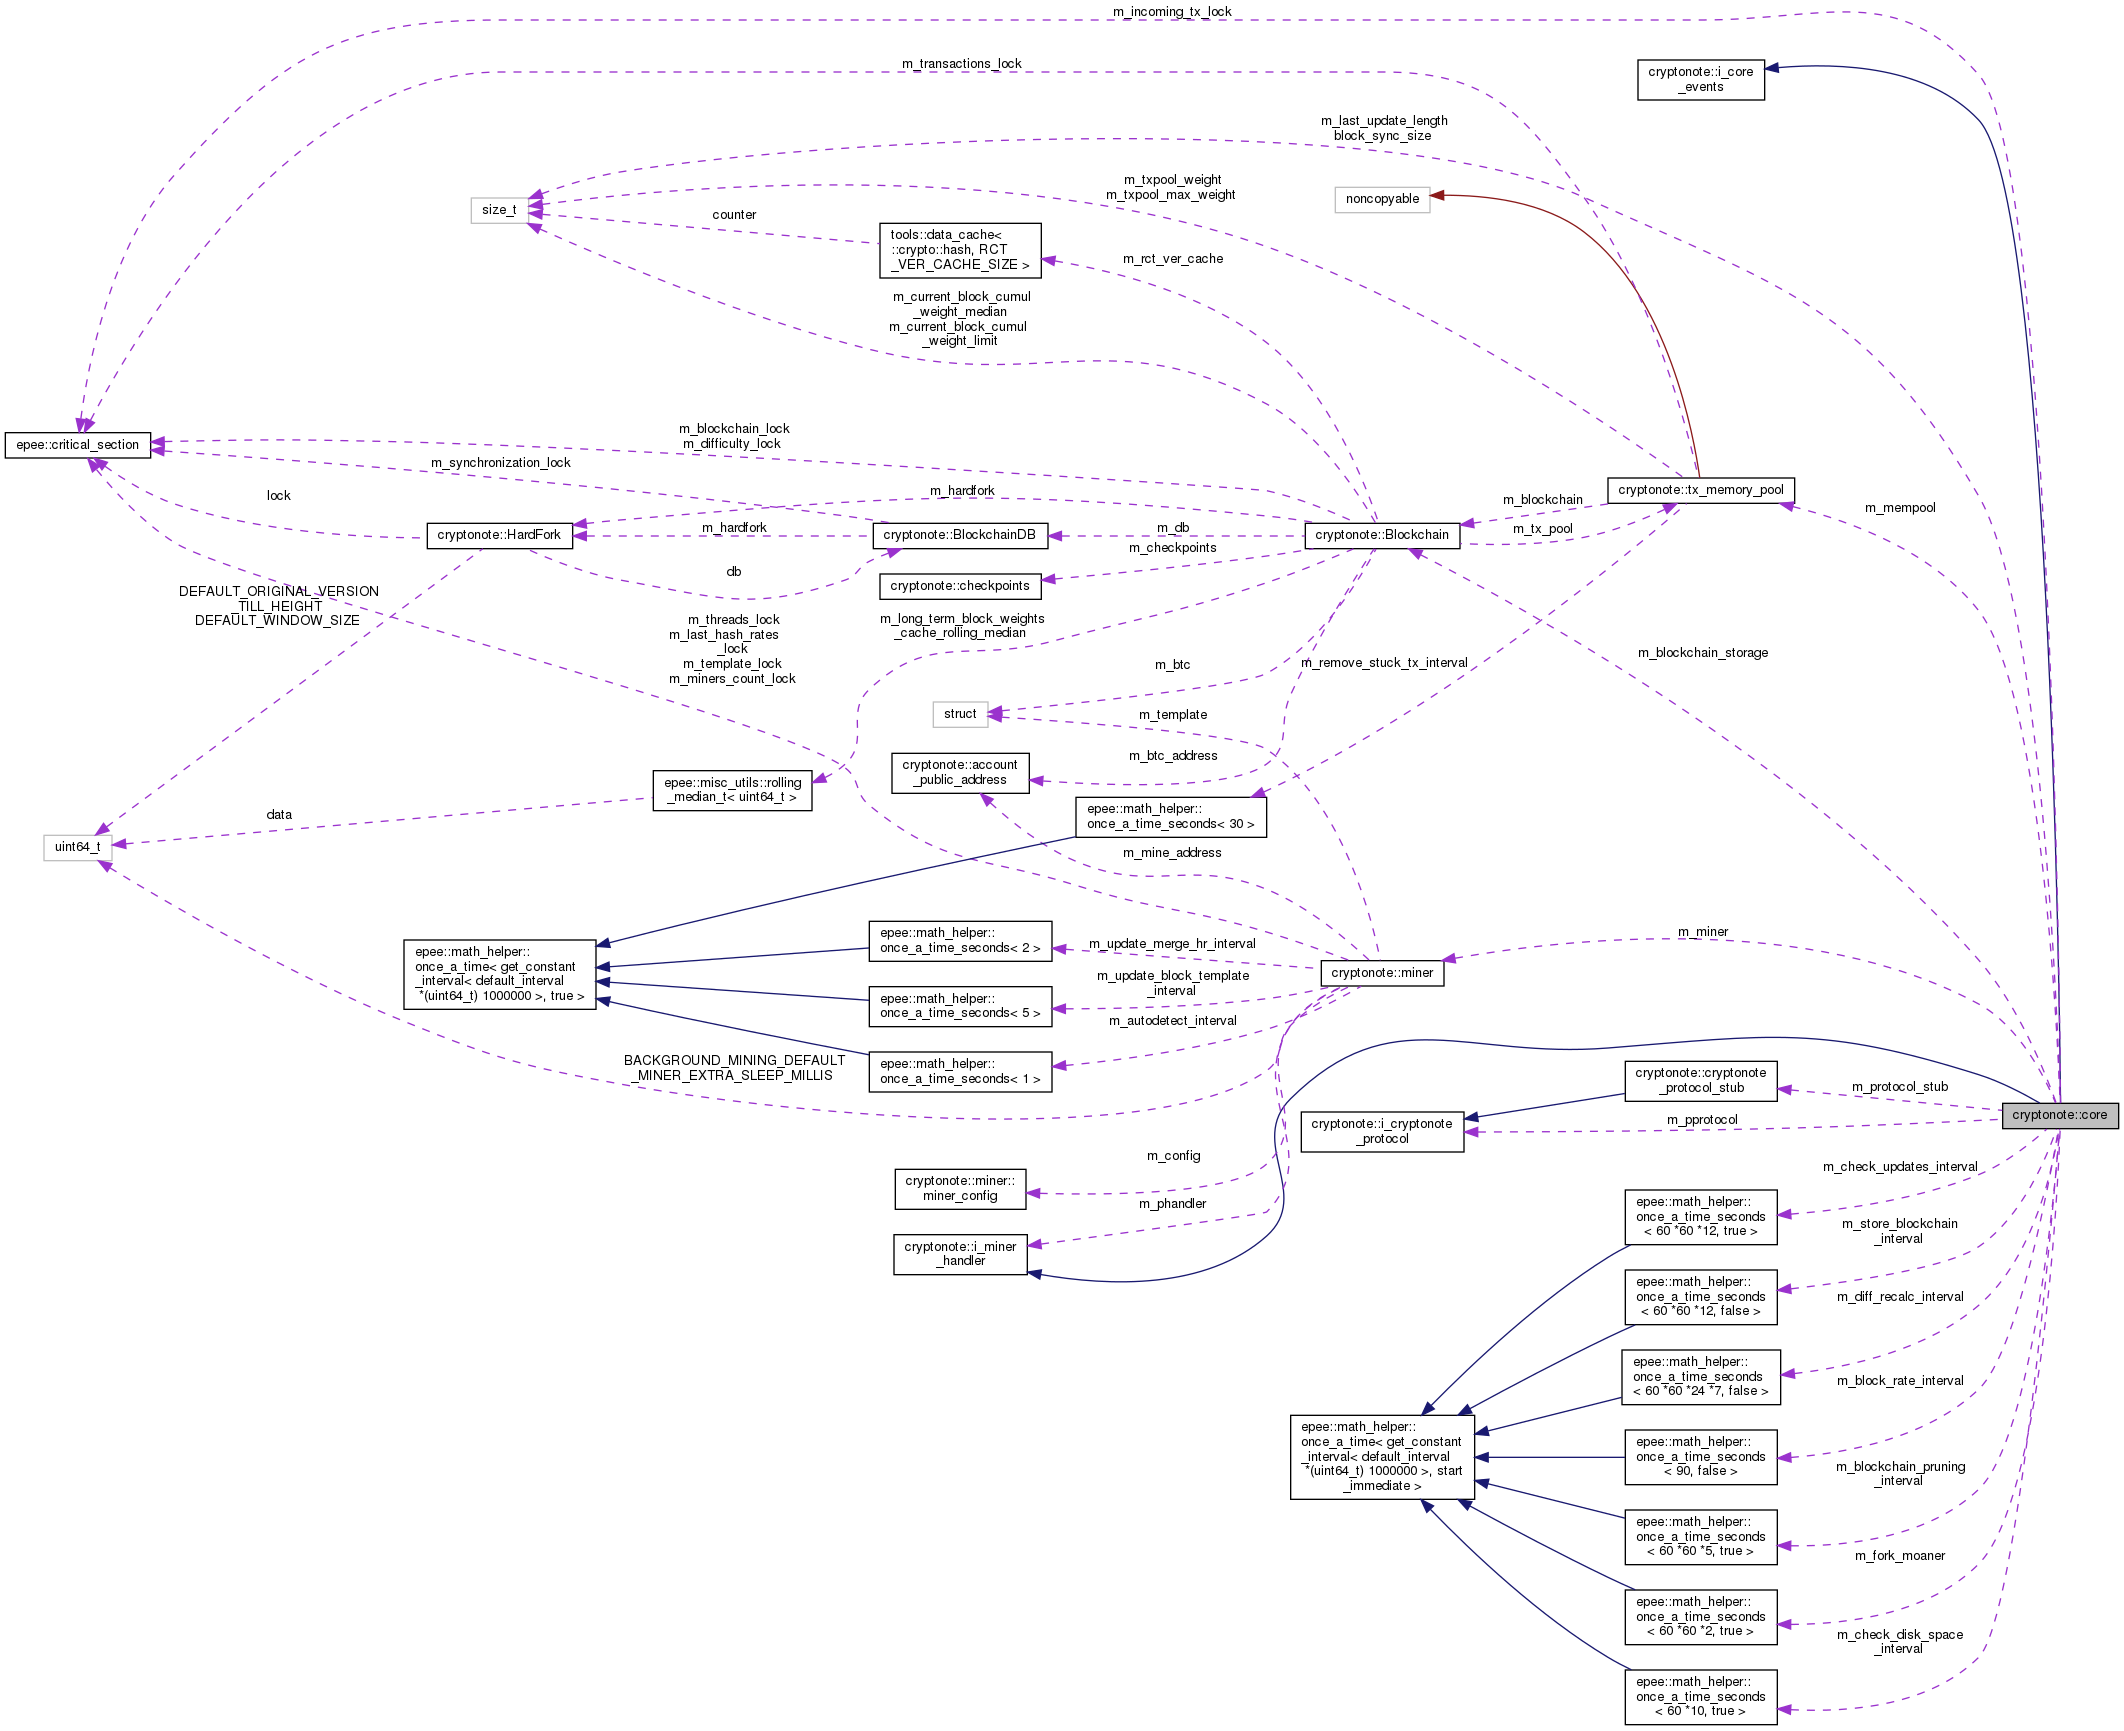 m_incoming_tx_lock
m_transactions_lock
cryptonote::i_core
_events
m_last_update_length
block_sync_size
m_txpool_weight
m_txpool_max_weight
noncopyable
size_t
counter
tools::data_cache<
::crypto::hash, RCT
_VER_CACHE_SIZE >
m_rct_ver_cache
m_current_block_cumul
_weight_median
m_current_block_cumul
_weight_limit
epee::critical_section
m_blockchain_lock
m_difficulty_lock
m_synchronization_lock
lock
m_hardfork
cryptonote::tx_memory_pool
m_blockchain
m_tx_pool
m_mempool
cryptonote::HardFork
m_hardfork
cryptonote::BlockchainDB
m_db
cryptonote::Blockchain
m_checkpoints
db
cryptonote::checkpoints
DEFAULT_ORIGINAL_VERSION
_TILL_HEIGHT
DEFAULT_WINDOW_SIZE
m_threads_lock
m_last_hash_rates
_lock
m_template_lock
m_miners_count_lock
m_long_term_block_weights
_cache_rolling_median
m_btc
m_remove_stuck_tx_interval
m_blockchain_storage
struct
m_template
cryptonote::account
_public_address
m_btc_address
epee::misc_utils::rolling
_median_t< uint64_t >
data
uint64_t
epee::math_helper::
once_a_time_seconds< 30 >
m_mine_address
epee::math_helper::
once_a_time< get_constant
_interval< default_interval
*(uint64_t) 1000000 >, true >
epee::math_helper::
once_a_time_seconds< 2 >
m_update_merge_hr_interval
cryptonote::miner
m_miner
epee::math_helper::
once_a_time_seconds< 5 >
m_update_block_template
_interval
m_autodetect_interval
epee::math_helper::
once_a_time_seconds< 1 >
BACKGROUND_MINING_DEFAULT
_MINER_EXTRA_SLEEP_MILLIS
cryptonote::cryptonote
_protocol_stub
m_protocol_stub
cryptonote::core
cryptonote::i_cryptonote
_protocol
m_pprotocol
m_config
cryptonote::miner::
miner_config
m_phandler
cryptonote::i_miner
_handler
m_check_updates_interval
epee::math_helper::
once_a_time_seconds
< 60 *60 *12, true >
m_store_blockchain
_interval
epee::math_helper::
once_a_time_seconds
< 60 *60 *12, false >
m_diff_recalc_interval
epee::math_helper::
once_a_time_seconds
< 60 *60 *24 *7, false >
m_block_rate_interval
epee::math_helper::
once_a_time< get_constant
_interval< default_interval
*(uint64_t) 1000000 >, start
_immediate >
epee::math_helper::
once_a_time_seconds
< 90, false >
m_blockchain_pruning
_interval
epee::math_helper::
once_a_time_seconds
< 60 *60 *5, true >
m_fork_moaner
epee::math_helper::
once_a_time_seconds
< 60 *60 *2, true >
m_check_disk_space
_interval
epee::math_helper::
once_a_time_seconds
< 60 *10, true >